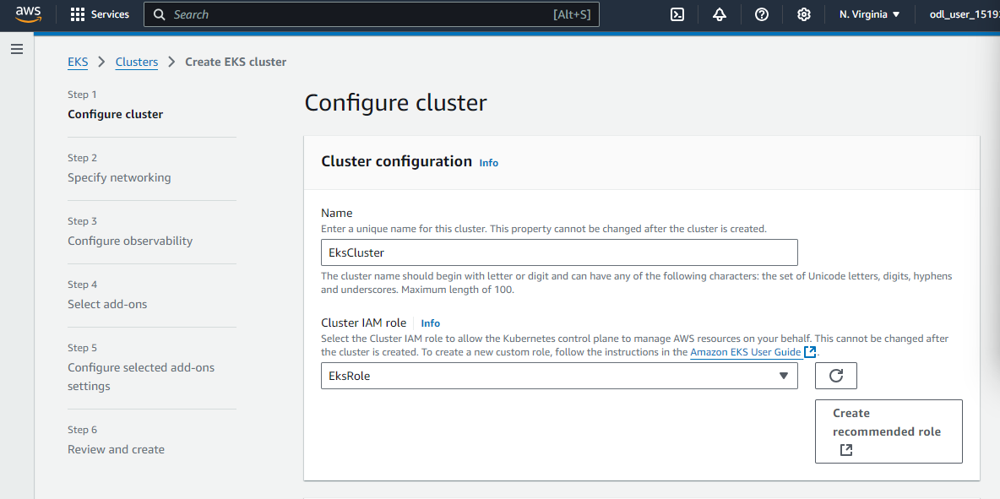 aws
Services
Search [Alt+S]
N. Virginia
odl_user_1519
EKS Clusters Create EKS cluster
Step 1
Configure cluster
Step 2
Specify networking
Step 3
Configure observability
Step 4
Select add-ons
Step 5
Configure selected add-ons
settings
Step 6
Review and create
Configure cluster
Cluster configuration Info
Name
Enter a unique name for this cluster. This property cannot be changed after the cluster is created.
EksCluster
The cluster name should begin with letter or digit and can have any of the following characters: the set of Unicode letters, digits, hyphens
and underscores. Maximum length of 100.
Cluster IAM role Info
Select the Cluster IAM role to allow the Kubernetes control plane to manage AWS resources on your behalf. This cannot be changed after
the cluster is created. To create a new custom role, follow the instructions in the Amazon EKS User Guide .
EksRole
Create
recommended role